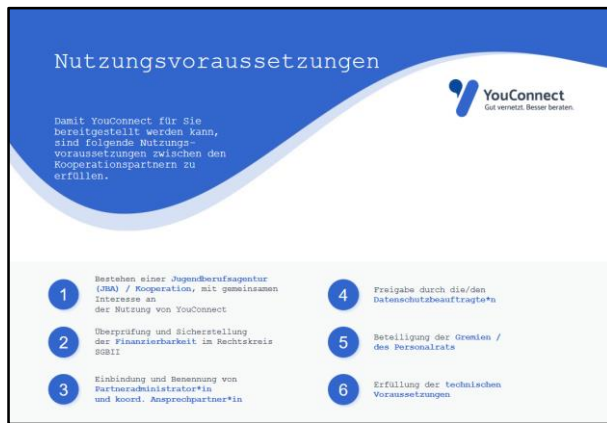 Nutzungsvoraussetzungen
YouConnect
Gut vernetzt. Besser beraten.
Damit YouConnect für Sie
bereitgestellt werden kann,
sind folgende Nutzungs-
voraussetzungen zwischen den
Kooperationspartnern zu
erfüllen.
1
Bestehen einer Jugendberufsagentur
(JBA) / Kooperation, mit gemeinsamen
Interesse an
der Nutzung von YouConnect
2
Überprüfung und Sicherstellung
der Finanzierbarkeit im Rechtskreis
SGBII
3
Einbindung und Benennung von
Partneradministrator*in
und koord. Ansprechpartner*in
4
Freigabe durch die/den
Datenschutzbeauftragte*n
5
Beteiligung der Gremien /
des Personalrats
6
Erfüllung der technischen
Voraussetzungen